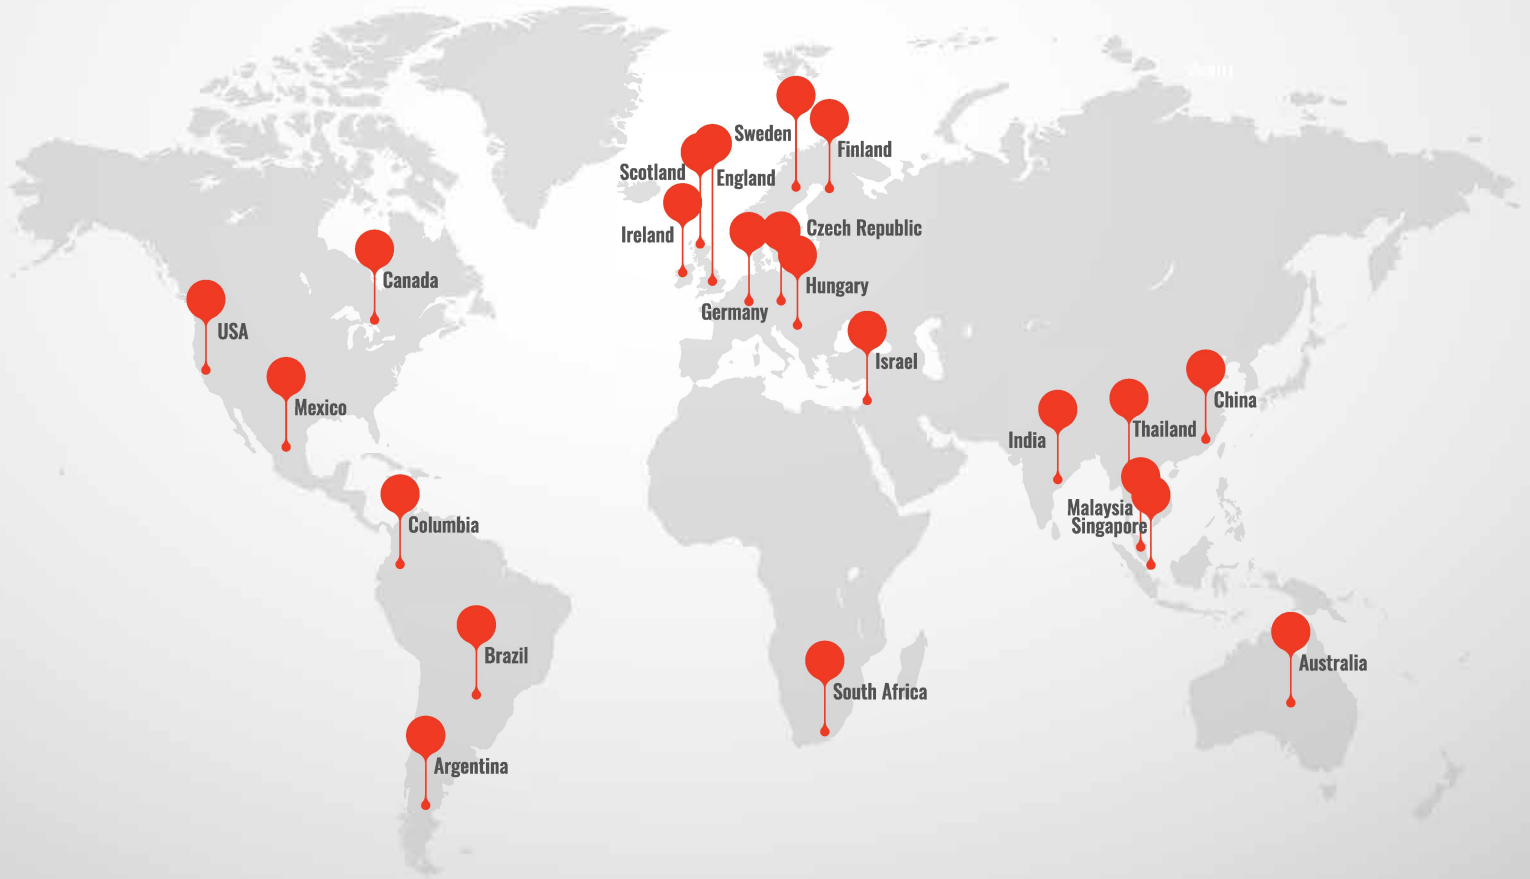 Sweden
Finland
Scotland
England
Ireland
Czech Republic
Canada
Hungary
Germany
USA
Israel
Mexico
China
Thailand
India
Malaysia
Singapore
Columbia
Brazil
Australia
South Africa
Argentina